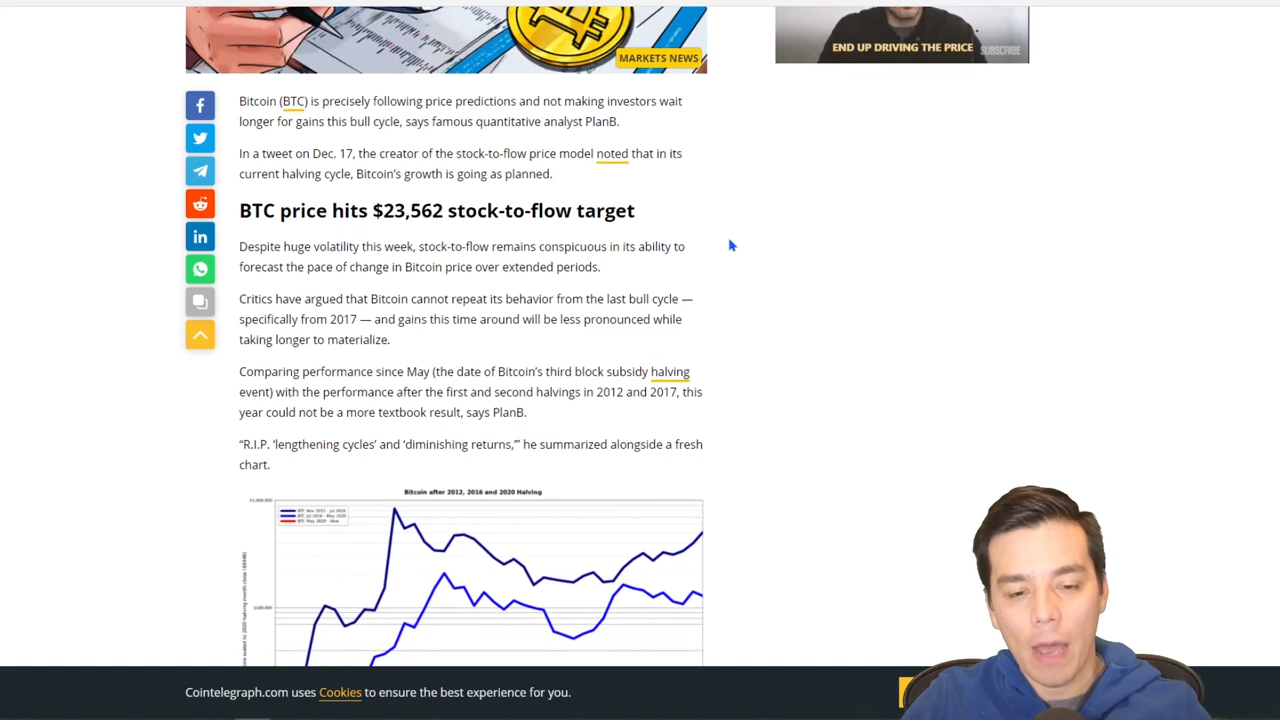 MARKETS NEWS
END UP DRIVING THE PRICE
SUBSCRIBE
Bitcoin (BTC) is precisely following price predictions and not making investors wait
longer for gains this bull cycle, says famous quantitative analyst PlanB.
In a tweet on Dec. 17, the creator of the stock-to-flow price model noted that in its
current halving cycle, Bitcoin’s growth is going as planned.
BTC price hits $23,562 stock-to-flow target
Despite huge volatility this week, stock-to-flow remains conspicuous in its ability to
forecast the pace of change in Bitcoin price over extended periods.
Critics have argued that Bitcoin cannot repeat its behavior from the last bull cycle —
specifically from 2017 — and gains this time around will be less pronounced while
taking longer to materialize.
Comparing performance since May (the date of Bitcoin’s third block subsidy halving
event) with the performance after the first and second halvings in 2012 and 2017, this
year could not be a more textbook result, says PlanB.
“R.I.P. ‘lengthening cycles’ and ‘diminishing returns,’” he summarized alongside a fresh
chart.
Bitcoin after 2012, 2016 and 2020 Halving
Cointelegraph.com uses Cookies to ensure the best experience for you.